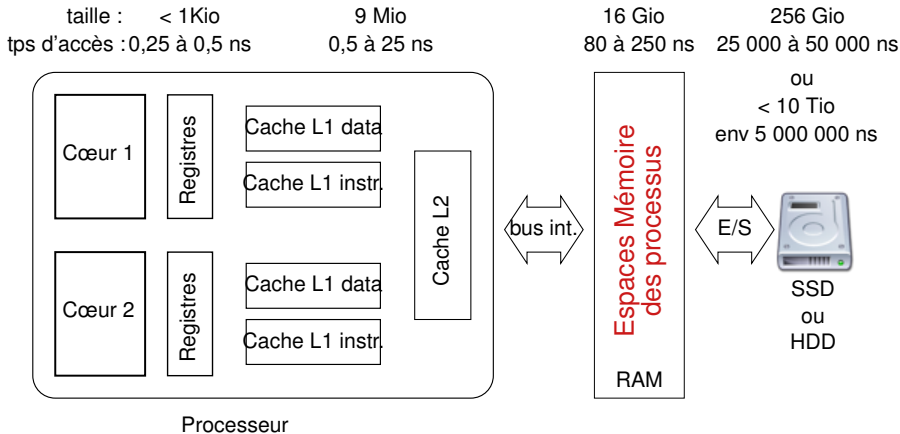 taille : < 1Kio 9 Mio 16 Gio 256 Gio
tps d'accès : 0,25 à 0,5 ns 0,5 à 25 ns 80 à 250 ns 25 000 à 50 000 ns
ou
< 10 Tio
env 5 000 000 ns
Cœur 1
Registres
Cache L1 data
Cache L1 instr.
Cœur 2
Registres
Cache L1 data
Cache L1 instr.
Cache L2
bus int.
Espaces Mémoire
des processus
RAM
E/S
SSD
ou
HDD
Processeur